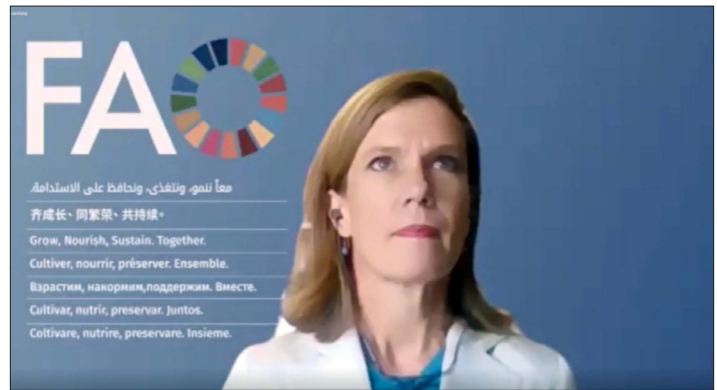 FAO
معاً ننمو، ونتغذى، ونحافظ على الاستدامة.
齐成长、同繁荣、共持续。
Grow, Nourish, Sustain. Together.
Cultiver, nourrir, préserver. Ensemble.
Взрастим, накормим,поддержим. Вместе.
Cultivar, nutrir, preservar. Juntos.
Coltivare, nutrire, preservare. Insieme.